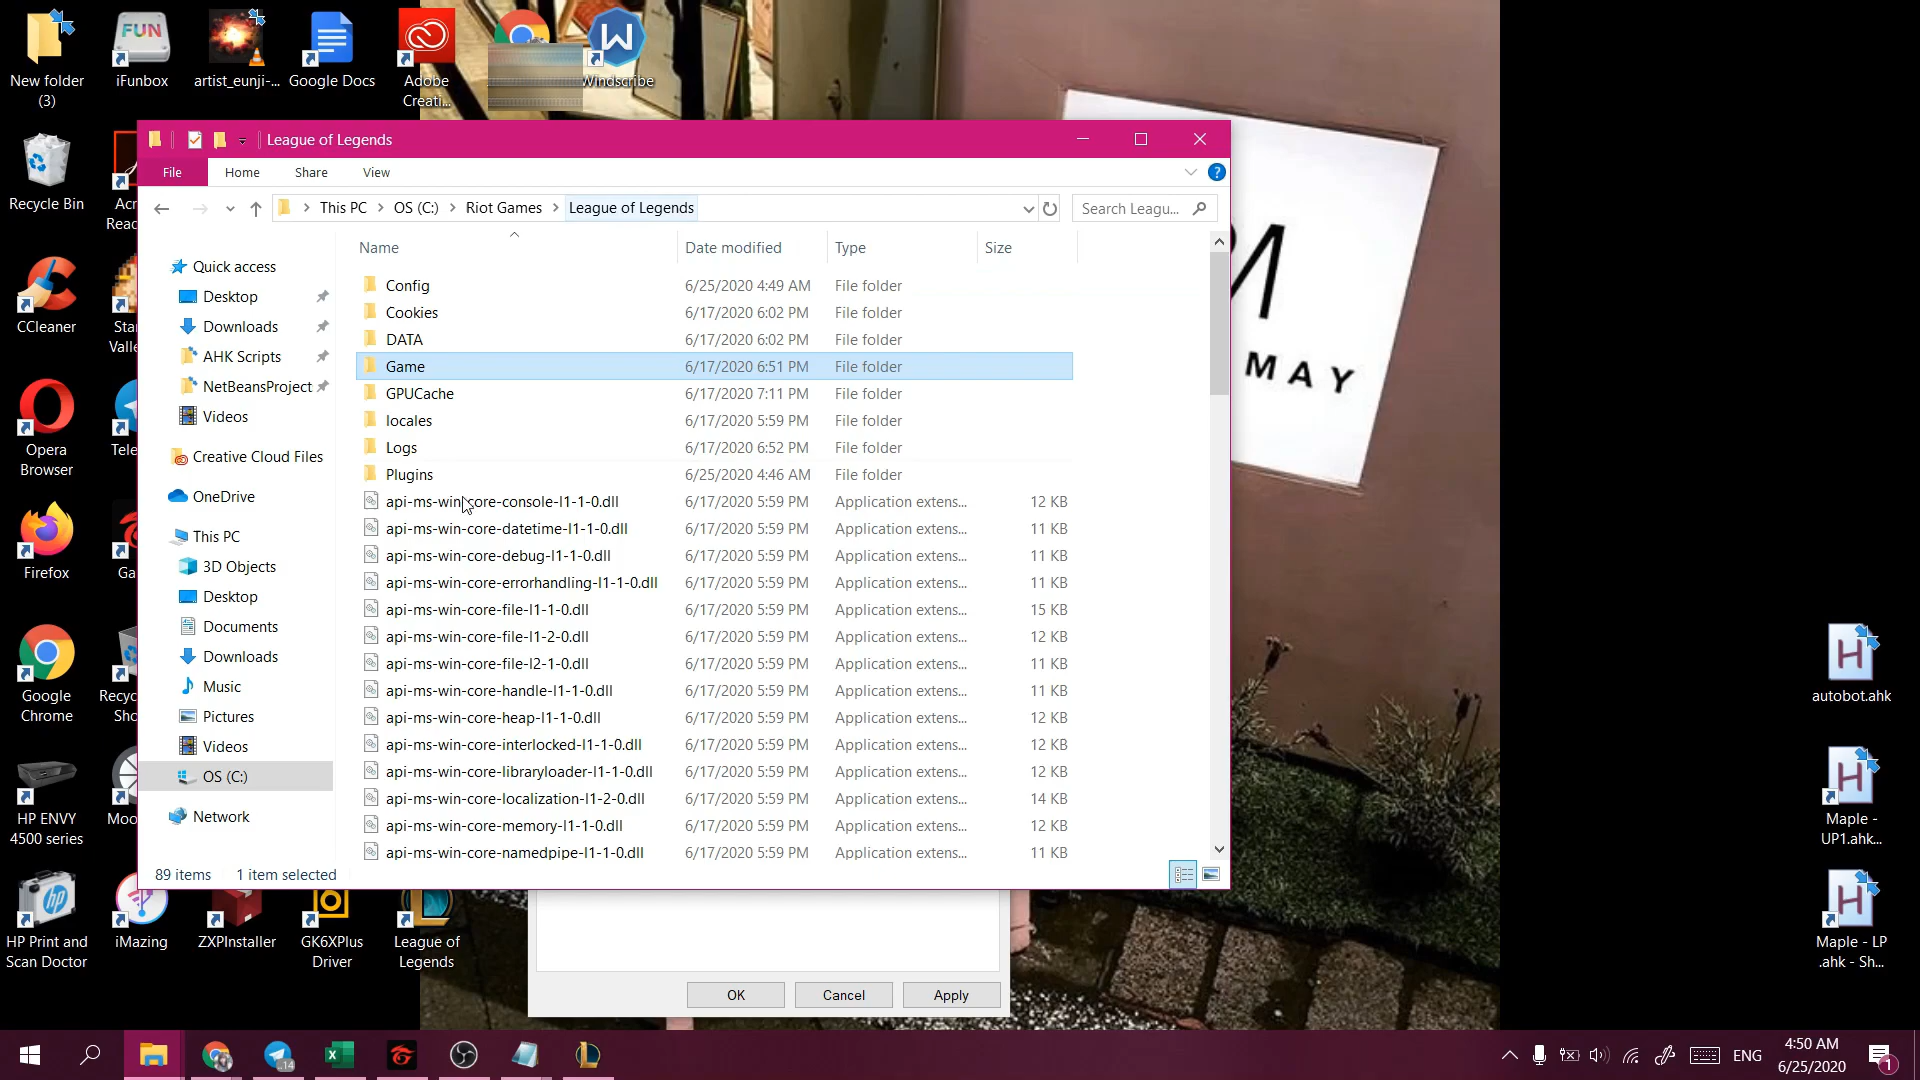 New folder
(3)
FUN
iFunbox
artist_eunji-...
Google Docs
Adobe
Creati...
W
Windscribe
Recycle Bin
Acr
Reac
CCleaner
Star
Valle
Opera
Browser
Tele
Firefox
Ga
Google
Chrome
Recyc
Sho
HP ENVY
4500 series
Moo
HP Print and
Scan Doctor
iMazing
ZXPInstaller
GK6XPlus
Driver
League of
Legends
League of Legends
File
Home
Share
View
?
This PC
OS (C:)
Riot Games
League of Legends
Search Leagu...
Name
Date modified
Type
Size
Quick access
Desktop
Downloads
AHK Scripts
NetBeansProject
Videos
Creative Cloud Files
OneDrive
This PC
3D Objects
Desktop
Documents
Downloads
Music
Pictures
Videos
OS (C:)
Network
Config 6/25/2020 4:49 AM File folder
Cookies 6/17/2020 6:02 PM File folder
DATA 6/17/2020 6:02 PM File folder
Game 6/17/2020 6:51 PM File folder
GPUCache 6/17/2020 7:11 PM File folder
locales 6/17/2020 5:59 PM File folder
Logs 6/17/2020 6:52 PM File folder
Plugins 6/25/2020 4:46 AM File folder
api-ms-win-core-console-l1-1-0.dll 6/17/2020 5:59 PM Application extens... 12 KB
api-ms-win-core-datetime-l1-1-0.dll 6/17/2020 5:59 PM Application extens... 11 KB
api-ms-win-core-debug-l1-1-0.dll 6/17/2020 5:59 PM Application extens... 11 KB
api-ms-win-core-errorhandling-l1-1-0.dll 6/17/2020 5:59 PM Application extens... 11 KB
api-ms-win-core-file-l1-1-0.dll 6/17/2020 5:59 PM Application extens... 15 KB
api-ms-win-core-file-l1-2-0.dll 6/17/2020 5:59 PM Application extens... 12 KB
api-ms-win-core-file-l2-1-0.dll 6/17/2020 5:59 PM Application extens... 11 KB
api-ms-win-core-handle-l1-1-0.dll 6/17/2020 5:59 PM Application extens... 11 KB
api-ms-win-core-heap-l1-1-0.dll 6/17/2020 5:59 PM Application extens... 12 KB
api-ms-win-core-interlocked-l1-1-0.dll 6/17/2020 5:59 PM Application extens... 12 KB
api-ms-win-core-libraryloader-l1-1-0.dll 6/17/2020 5:59 PM Application extens... 12 KB
api-ms-win-core-localization-l1-2-0.dll 6/17/2020 5:59 PM Application extens... 14 KB
api-ms-win-core-memory-l1-1-0.dll 6/17/2020 5:59 PM Application extens... 12 KB
api-ms-win-core-namedpipe-l1-1-0.dll 6/17/2020 5:59 PM Application extens... 11 KB
89 items
1 item selected
OK
Cancel
Apply
MAY
autobot.ahk
Maple -
UP1.ahk...
Maple - LP
.ahk - Sh...
14
ENG
4:50 AM
6/25/2020
1